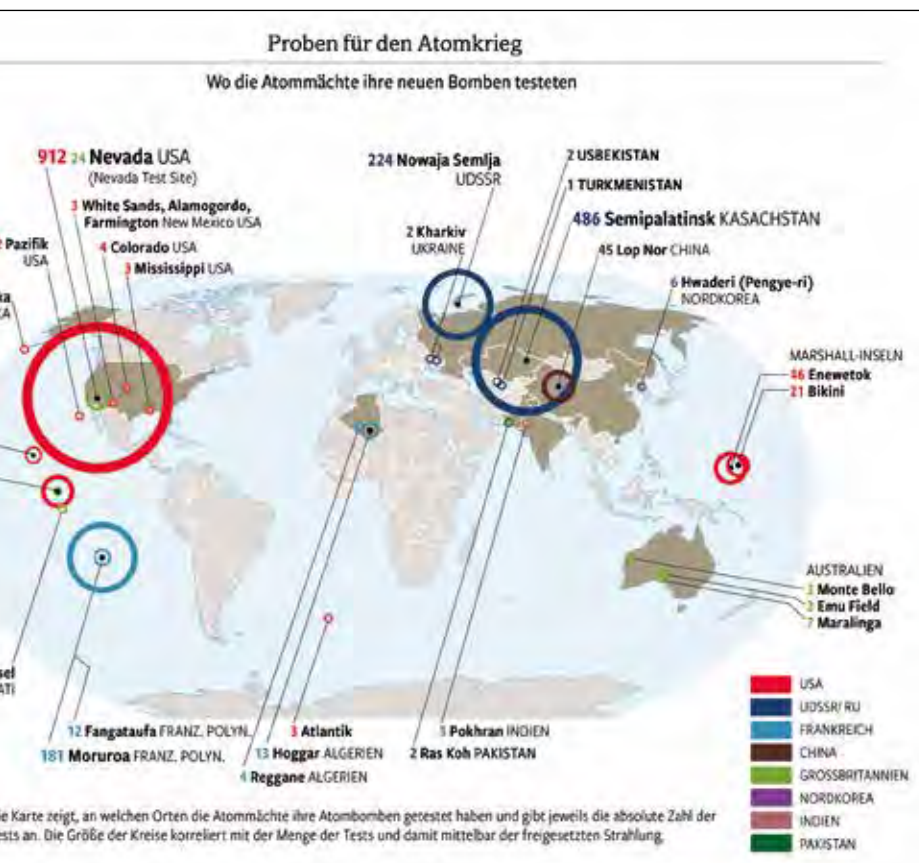 Proben für den Atomkrieg
Wo die Atommächte ihre neuen Bomben testeten
912 24 Nevada USA
(Nevada Test Site)
3 White Sands, Alamogordo,
Farmington New Mexico USA
4 Colorado USA
3 Mississippi USA
Pazifik
USA
224 Nowaja Semlja
UDSSR
2 Kharkiv
UKRAINE
2 USBEKISTAN
1 TURKMENISTAN
486 Semipalatinsk KASACHSTAN
45 Lop Nor CHINA
6 Hwaderi (Pengye-ri)
NORDKOREA
MARSHALL-INSELN
46 Enewetok
21 Bikini
AUSTRALIEN
Monte Bello
Emu Field
7 Maralinga
12 Fangataufa FRANZ. POLYN.
181 Moruroa FRANZ. POLYN.
3 Atlantik
13 Hoggar ALGERIEN
4 Reggane ALGERIEN
Pokhran INDIEN
2 Ras Koh PAKISTAN
USA
UDSSR/ RU
FRANKREICH
CHINA
GROSSBRITANNIEN
NORDKOREA
INDIEN
PAKISTAN
Karte zeigt, an welchen Orten die Atommächte ihre Atombomben getestet haben und gibt jeweils die absolute Zahl der
an. Die Größe der Kreise korreliert mit der Menge der Tests und damit mittelbar der freigesetzten Strahlung.